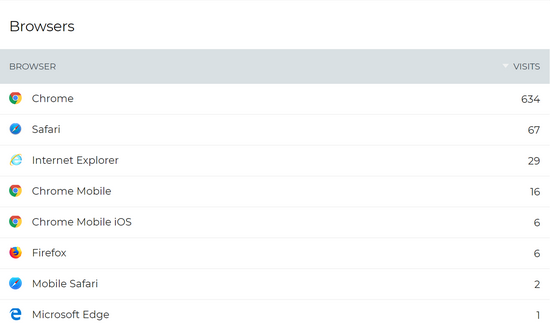 Browsers
BROWSER VISITS
Chrome 634
Safari 67
Internet Explorer 29
Chrome Mobile 16
Chrome Mobile iOS 6
Firefox 6
Mobile Safari 2
Microsoft Edge 1